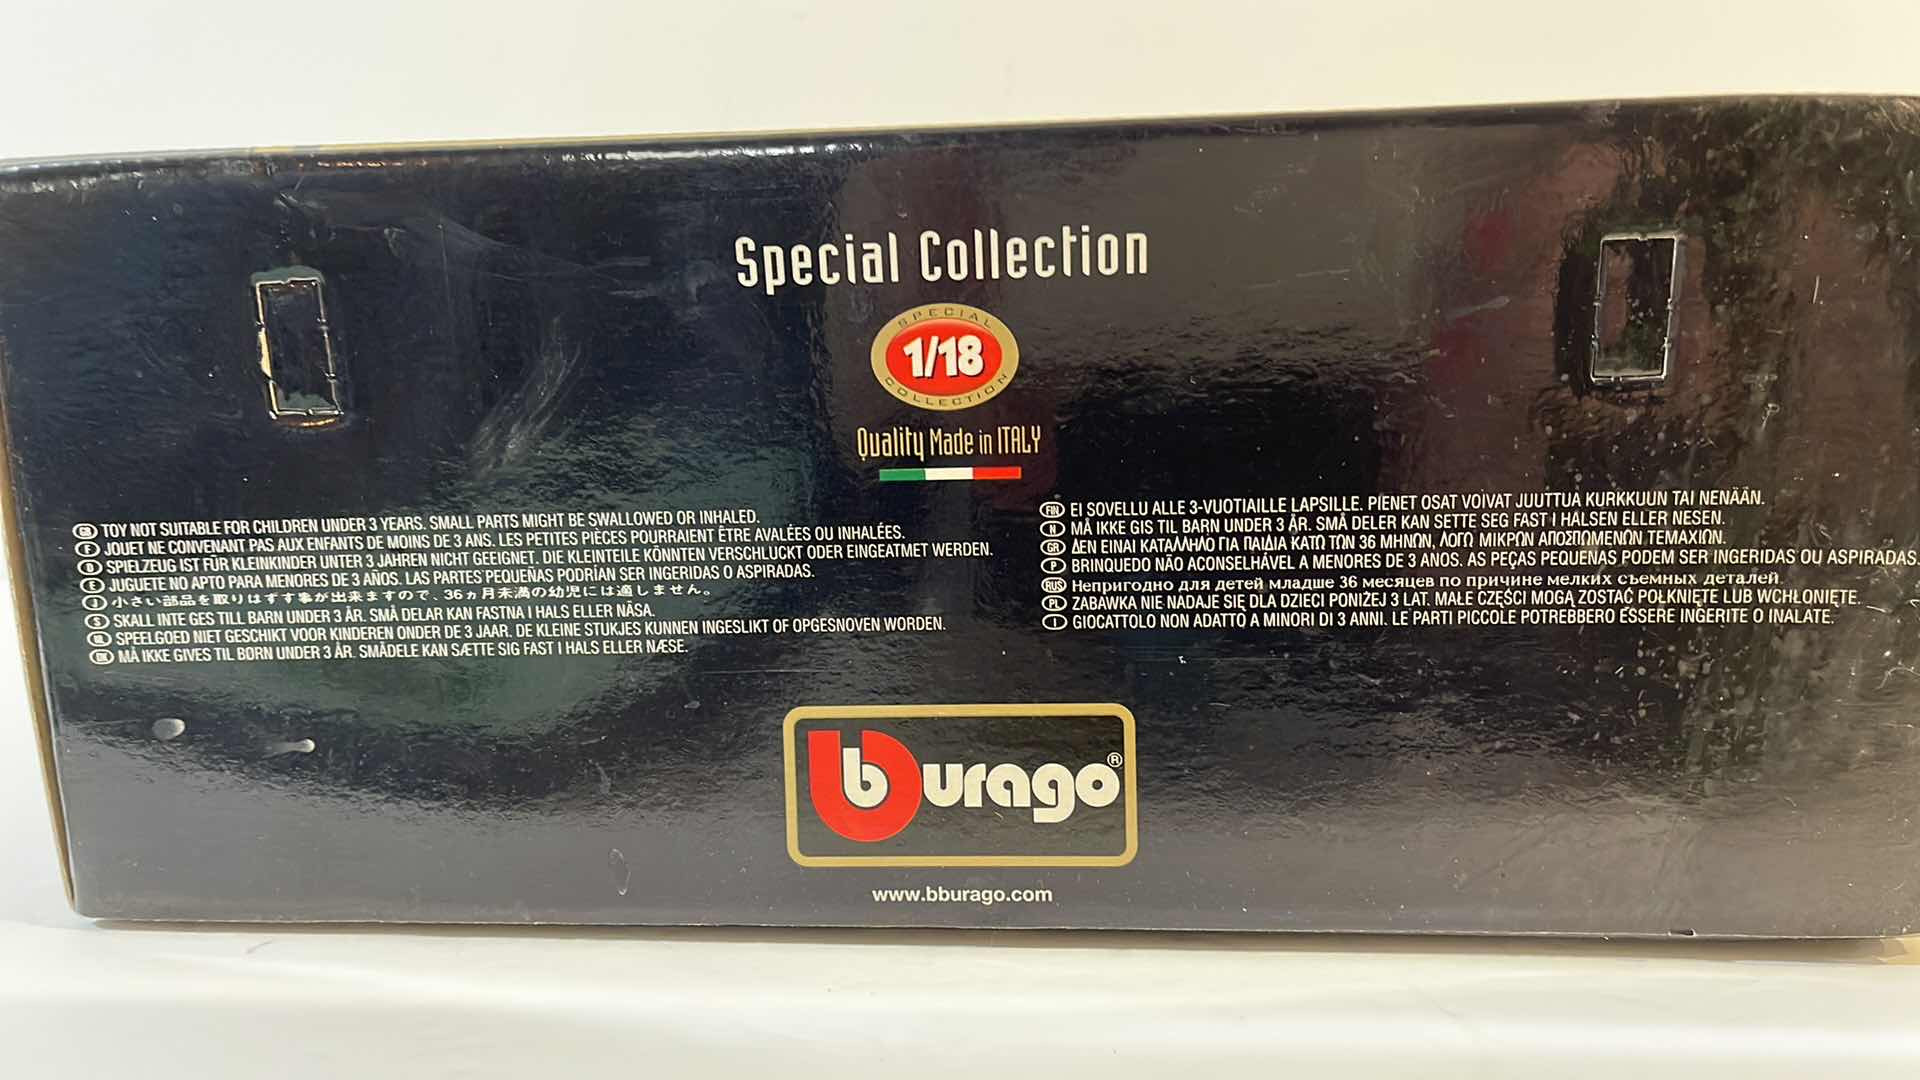 Special Collection
SPECIAL
1/18
COLLECTION
Quality Made in ITALY
GB TOY NOT SUITABLE FOR CHILDREN UNDER 3 YEARS. SMALL PARTS MIGHT BE SWALLOWED OR INHALED.
F JOUET NE CONVENANT PAS AUX ENFANTS DE MOINS DE 3 ANS. LES PETITES PIÈCES POURRAIENT ÊTRE AVALÉES OU INHALÉES.
D SPIELZEUG IST FÜR KLEINKINDER UNTER 3 JAHREN NICHT GEEIGNET. DIE KLEINTEILE KÖNNTEN VERSCHLUCKT ODER EINGEATMET WERDEN.
E JUGUETE NO APTO PARA MENORES DE 3 AÑOS. LAS PARTES PEQUEÑAS PODRÍAN SER INGERIDAS O ASPIRADAS.
J 小さい部品を取りはずす事が出来ますので、36ヵ月未満の幼児には適しません。
S SKALL INTE GES TILL BARN UNDER 3 ÅR. SMÅ DELAR KAN FASTNA I HALS ELLER NÄSA.
NL SPEELGOED NIET GESCHIKT VOOR KINDEREN ONDER DE 3 JAAR. DE KLEINE STUKJES KUNNEN INGESLIKT OF OPGESNOVEN WORDEN.
DK MÅ IKKE GIVES TIL BØRN UNDER 3 ÅR. SMÅDELE KAN SÆTTE SIG FAST I HALS ELLER NÆSE.
FIN EI SOVELLU ALLE 3-VUOTIAILLE LAPSILLE. PIENET OSAT VOIVAT JUUTTUA KURKKUUN TAI NENÄÄN.
N MÅ IKKE GIS TIL BARN UNDER 3 ÅR. SMÅ DELER KAN SETTE SEG FAST I HALSEN ELLER NESEN.
GR ΔΕΝ ΕΙΝΑΙ ΚΑΤΑΛΛΗΛΟ ΓΙΑ ΠΑΙΔΙΑ ΚΑΤΩ ΤΩΝ 36 ΜΗΝΩΝ, ΛΟΓΩ ΜΙΚΡΩΝ ΑΠΟΣΠΩΜΕΝΩΝ ΤΕΜΑΧΙΩΝ.
P BRINQUEDO NÃO ACONSELHÁVEL A MENORES DE 3 ANOS. AS PEÇAS PEQUENAS PODEM SER INGERIDAS OU ASPIRADAS.
RUS Непригодно для детей младше 36 месяцев по причине мелких съемных деталей.
PL ZABAWKA NIE NADAJE SIĘ DLA DZIECI PONIŻEJ 3 LAT. MAŁE CZĘŚCI MOGĄ ZOSTAĆ POŁKNIĘTE LUB WCHŁONIĘTE.
I GIOCATTOLO NON ADATTO A MINORI DI 3 ANNI. LE PARTI PICCOLE POTREBBERO ESSERE INGERITE O INALATE.
burago®
www.bburago.com